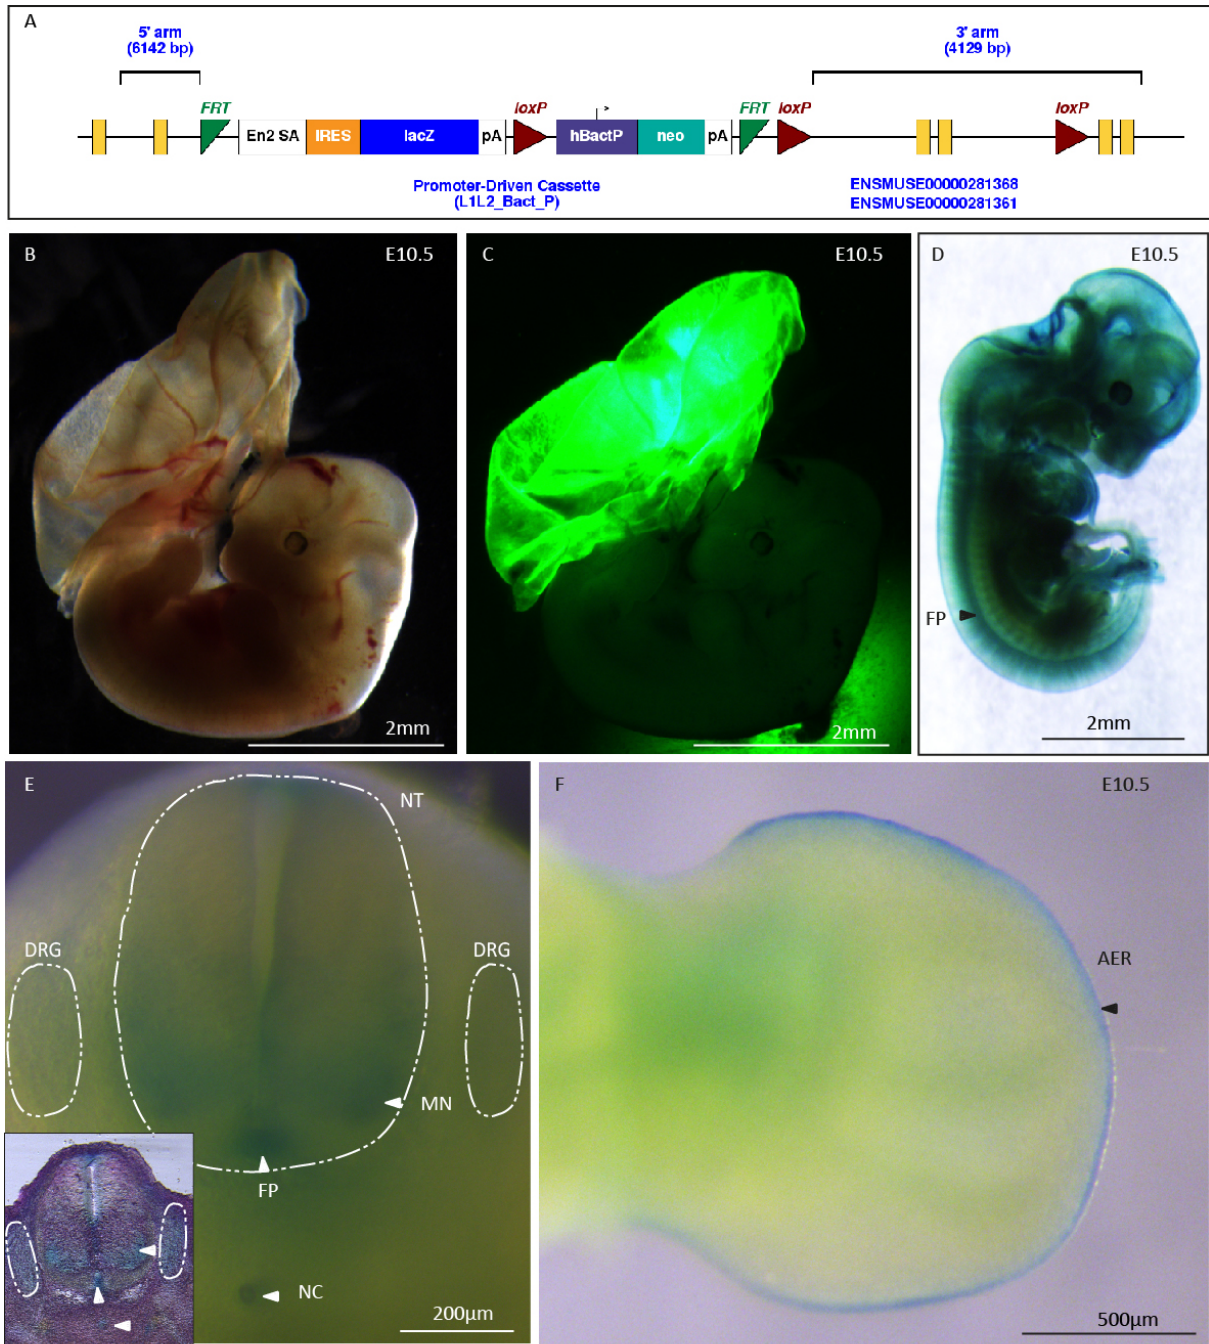 A
5' arm
(6142 bp)
3' arm
(4129 bp)
FRT
loxP
FRT
loxP
loxP
En2 SA
IRES
lacZ
pA
hBactP
neo
pA
Promoter-Driven Cassette
(L1L2_Bact_P)
ENSMUSE00000281368
ENSMUSE00000281361
B
E10.5
2mm
C
E10.5
2mm
D
E10.5
FP
2mm
E
NT
DRG
DRG
MN
FP
NC
200μm
F
E10.5
AER
500μm